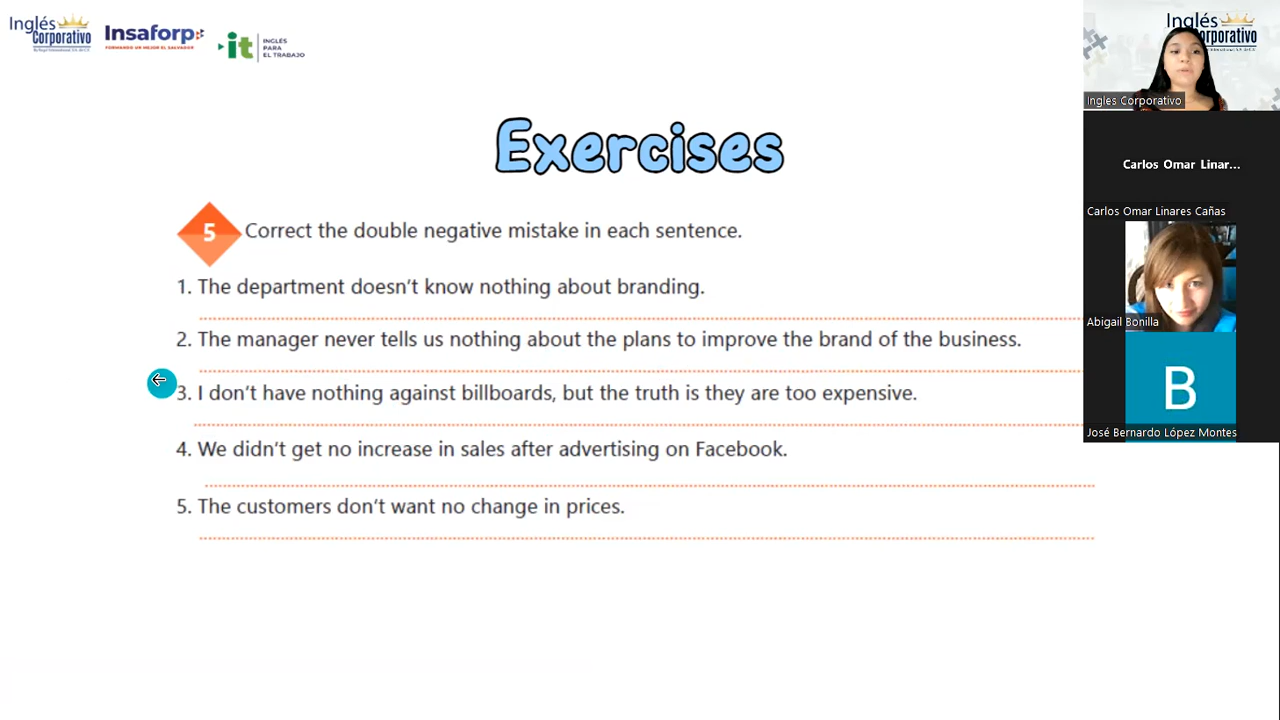 Inglés
Corporativo
Insaforp
FORMANDO UN MEJOR EL SALVADOR
it
INGLÉS
PARA
EL TRABAJO
Exercises
5 Correct the double negative mistake in each sentence.
1. The department doesn't know nothing about branding.
2. The manager never tells us nothing about the plans to improve the brand of the business.
3. I don't have nothing against billboards, but the truth is they are too expensive.
4. We didn't get no increase in sales after advertising on Facebook.
5. The customers don't want no change in prices.
Inglés
Corporativo
Ingles Corporativo
Carlos Omar Linar...
Carlos Omar Linares Cañas
Abigail Bonilla
B
José Bernardo López Montes